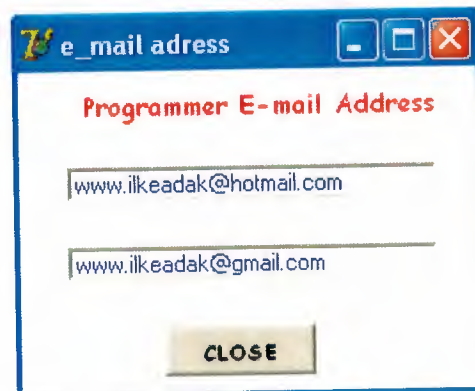 e_mail adress
Programmer E-mail Address
www.ilkeadak@hotmail.com
www.ilkeadak@gmail.com
CLOSE